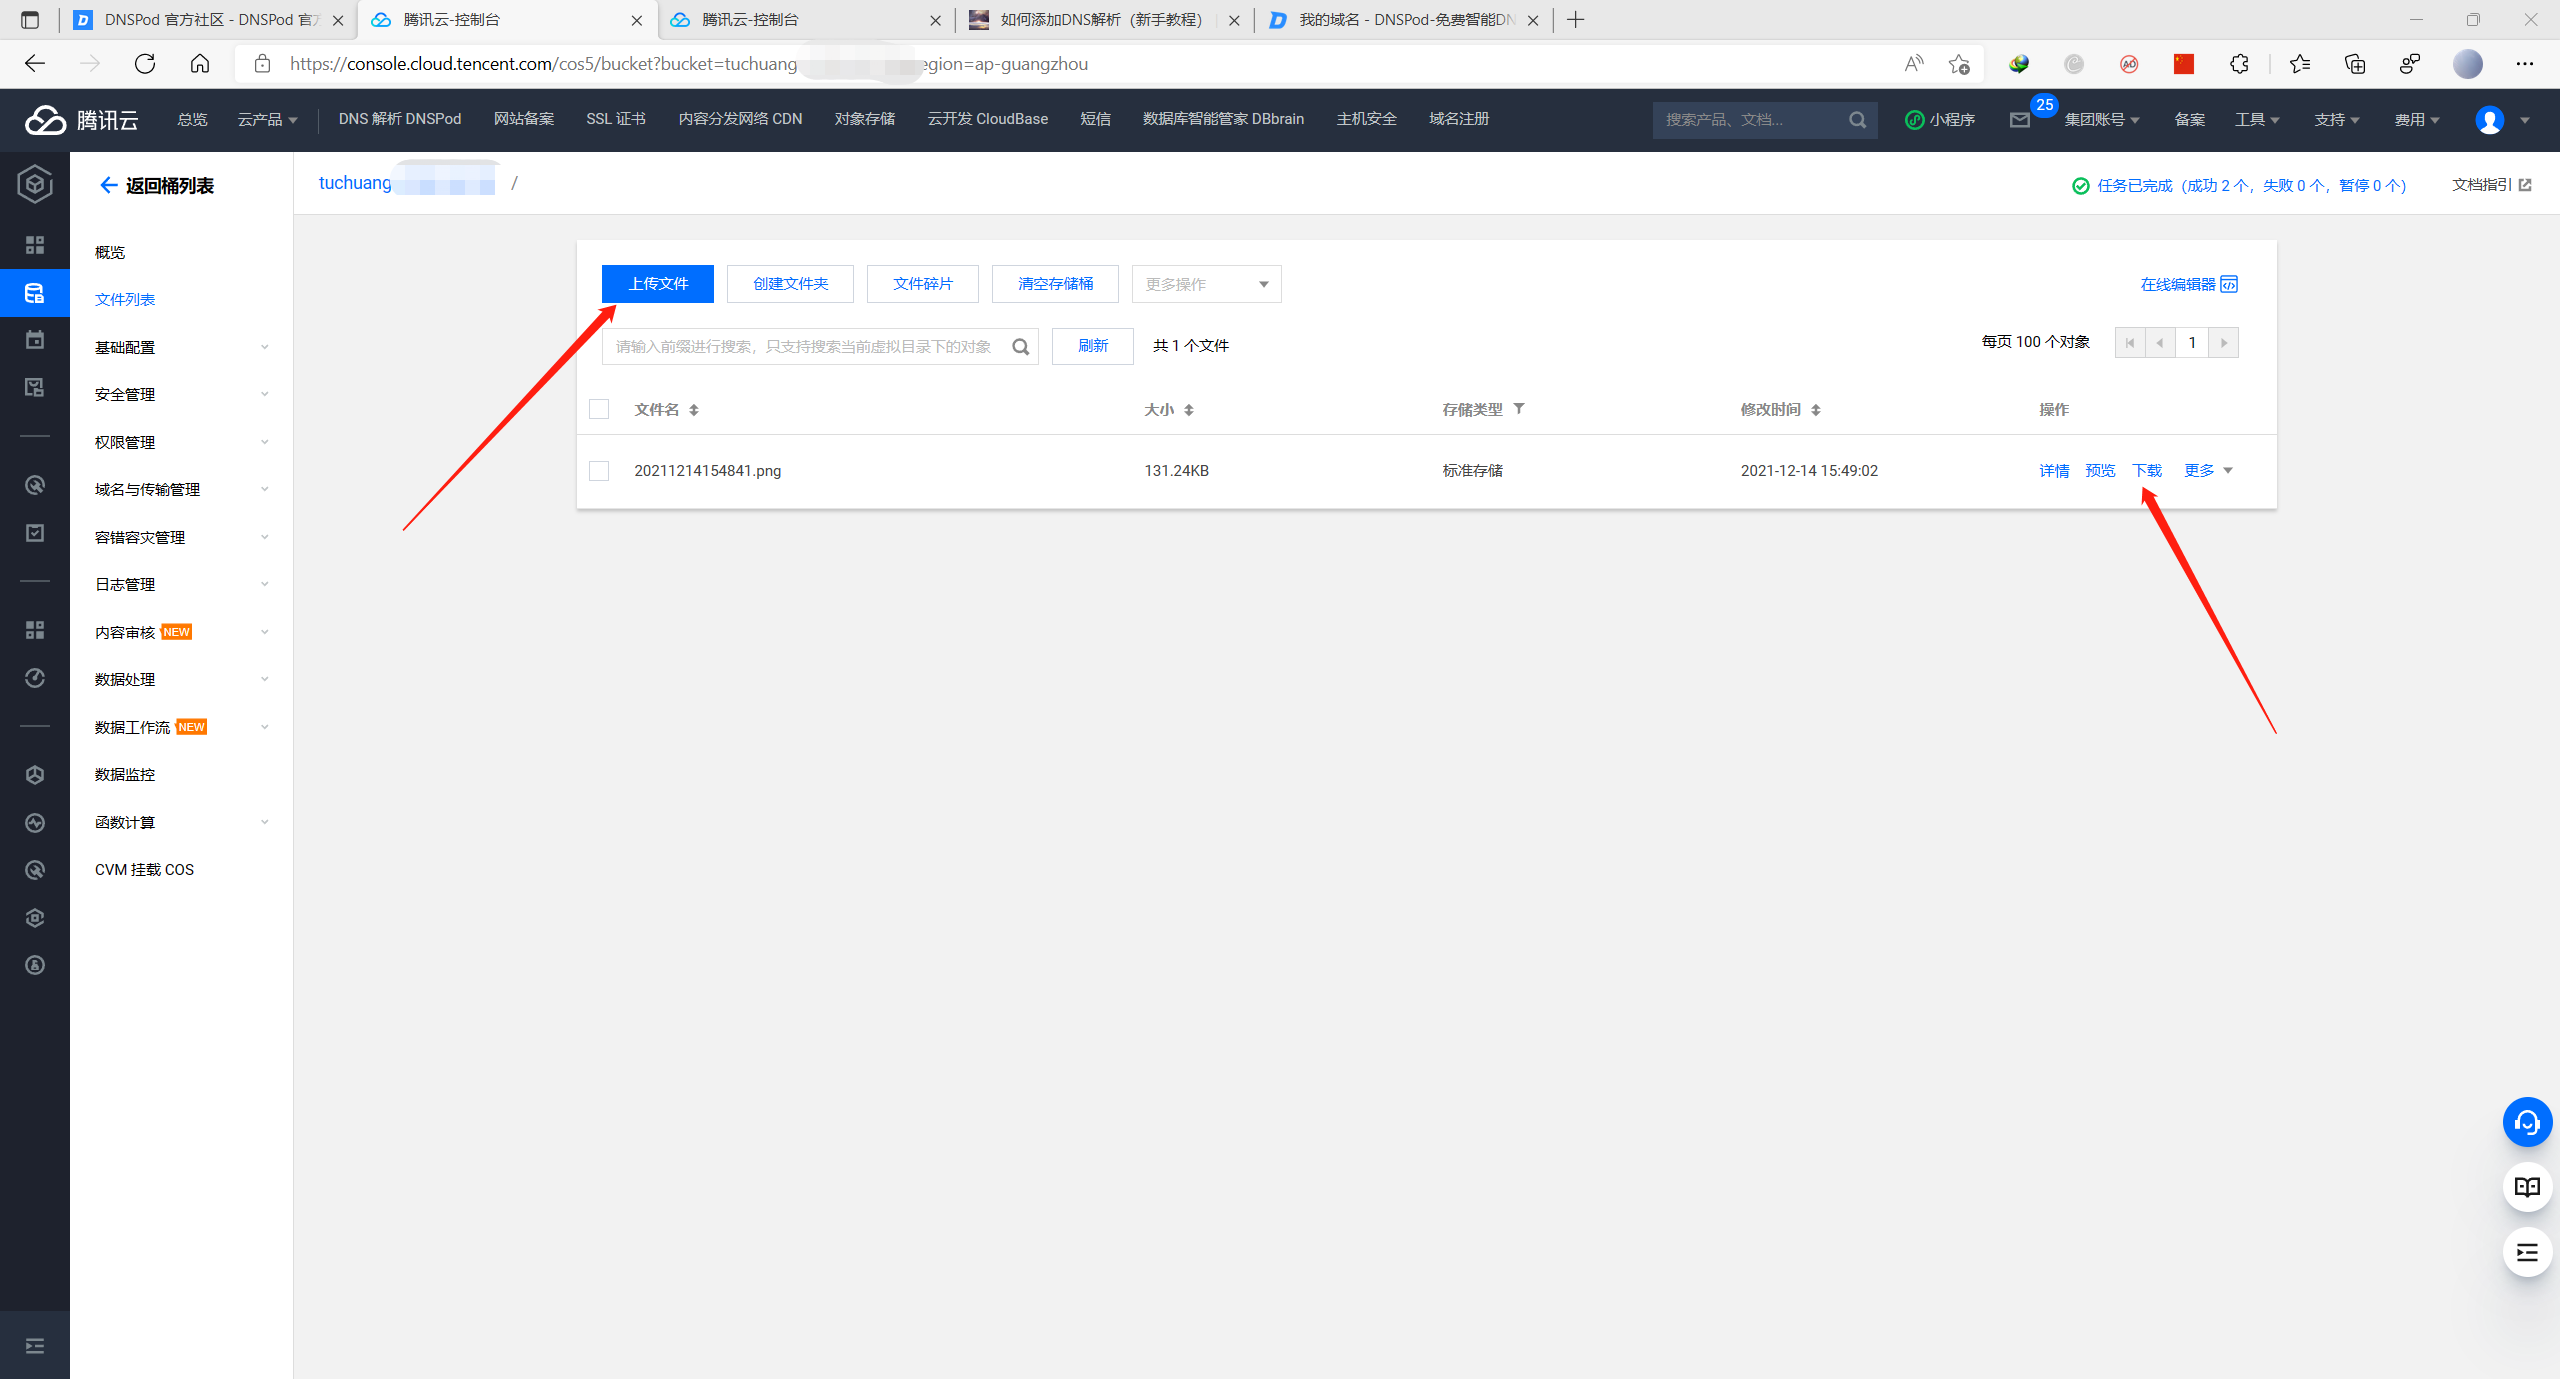 DNSPod 官方社区 - DNSPod 官方
腾讯云-控制台
腾讯云-控制台
如何添加DNS解析（新手教程）
我的域名 - DNSPod-免费智能DN
https://console.cloud.tencent.com/cos5/bucket?bucket=tuchuang
egion=ap-guangzhou
腾讯云
总览
云产品
DNS 解析 DNSPod
网站备案
SSL 证书
内容分发网络 CDN
对象存储
云开发 CloudBase
短信
数据库智能管家 DBbrain
主机安全
域名注册
搜索产品、文档...
小程序
25
集团账号
备案
工具
支持
费用
返回桶列表
tuchuang
/
任务已完成（成功 2 个，失败 0 个，暂停 0 个）
文档指引
概览
文件列表
基础配置
安全管理
权限管理
域名与传输管理
容错容灾管理
日志管理
内容审核 NEW
数据处理
数据工作流 NEW
数据监控
函数计算
CVM 挂载 COS
上传文件
创建文件夹
文件碎片
清空存储桶
更多操作
在线编辑器
请输入前缀进行搜索，只支持搜索当前虚拟目录下的对象
刷新
共 1 个文件
每页 100 个对象
1
文件名
大小
存储类型
修改时间
操作
20211214154841.png
131.24KB
标准存储
2021-12-14 15:49:02
详情
预览
下载
更多